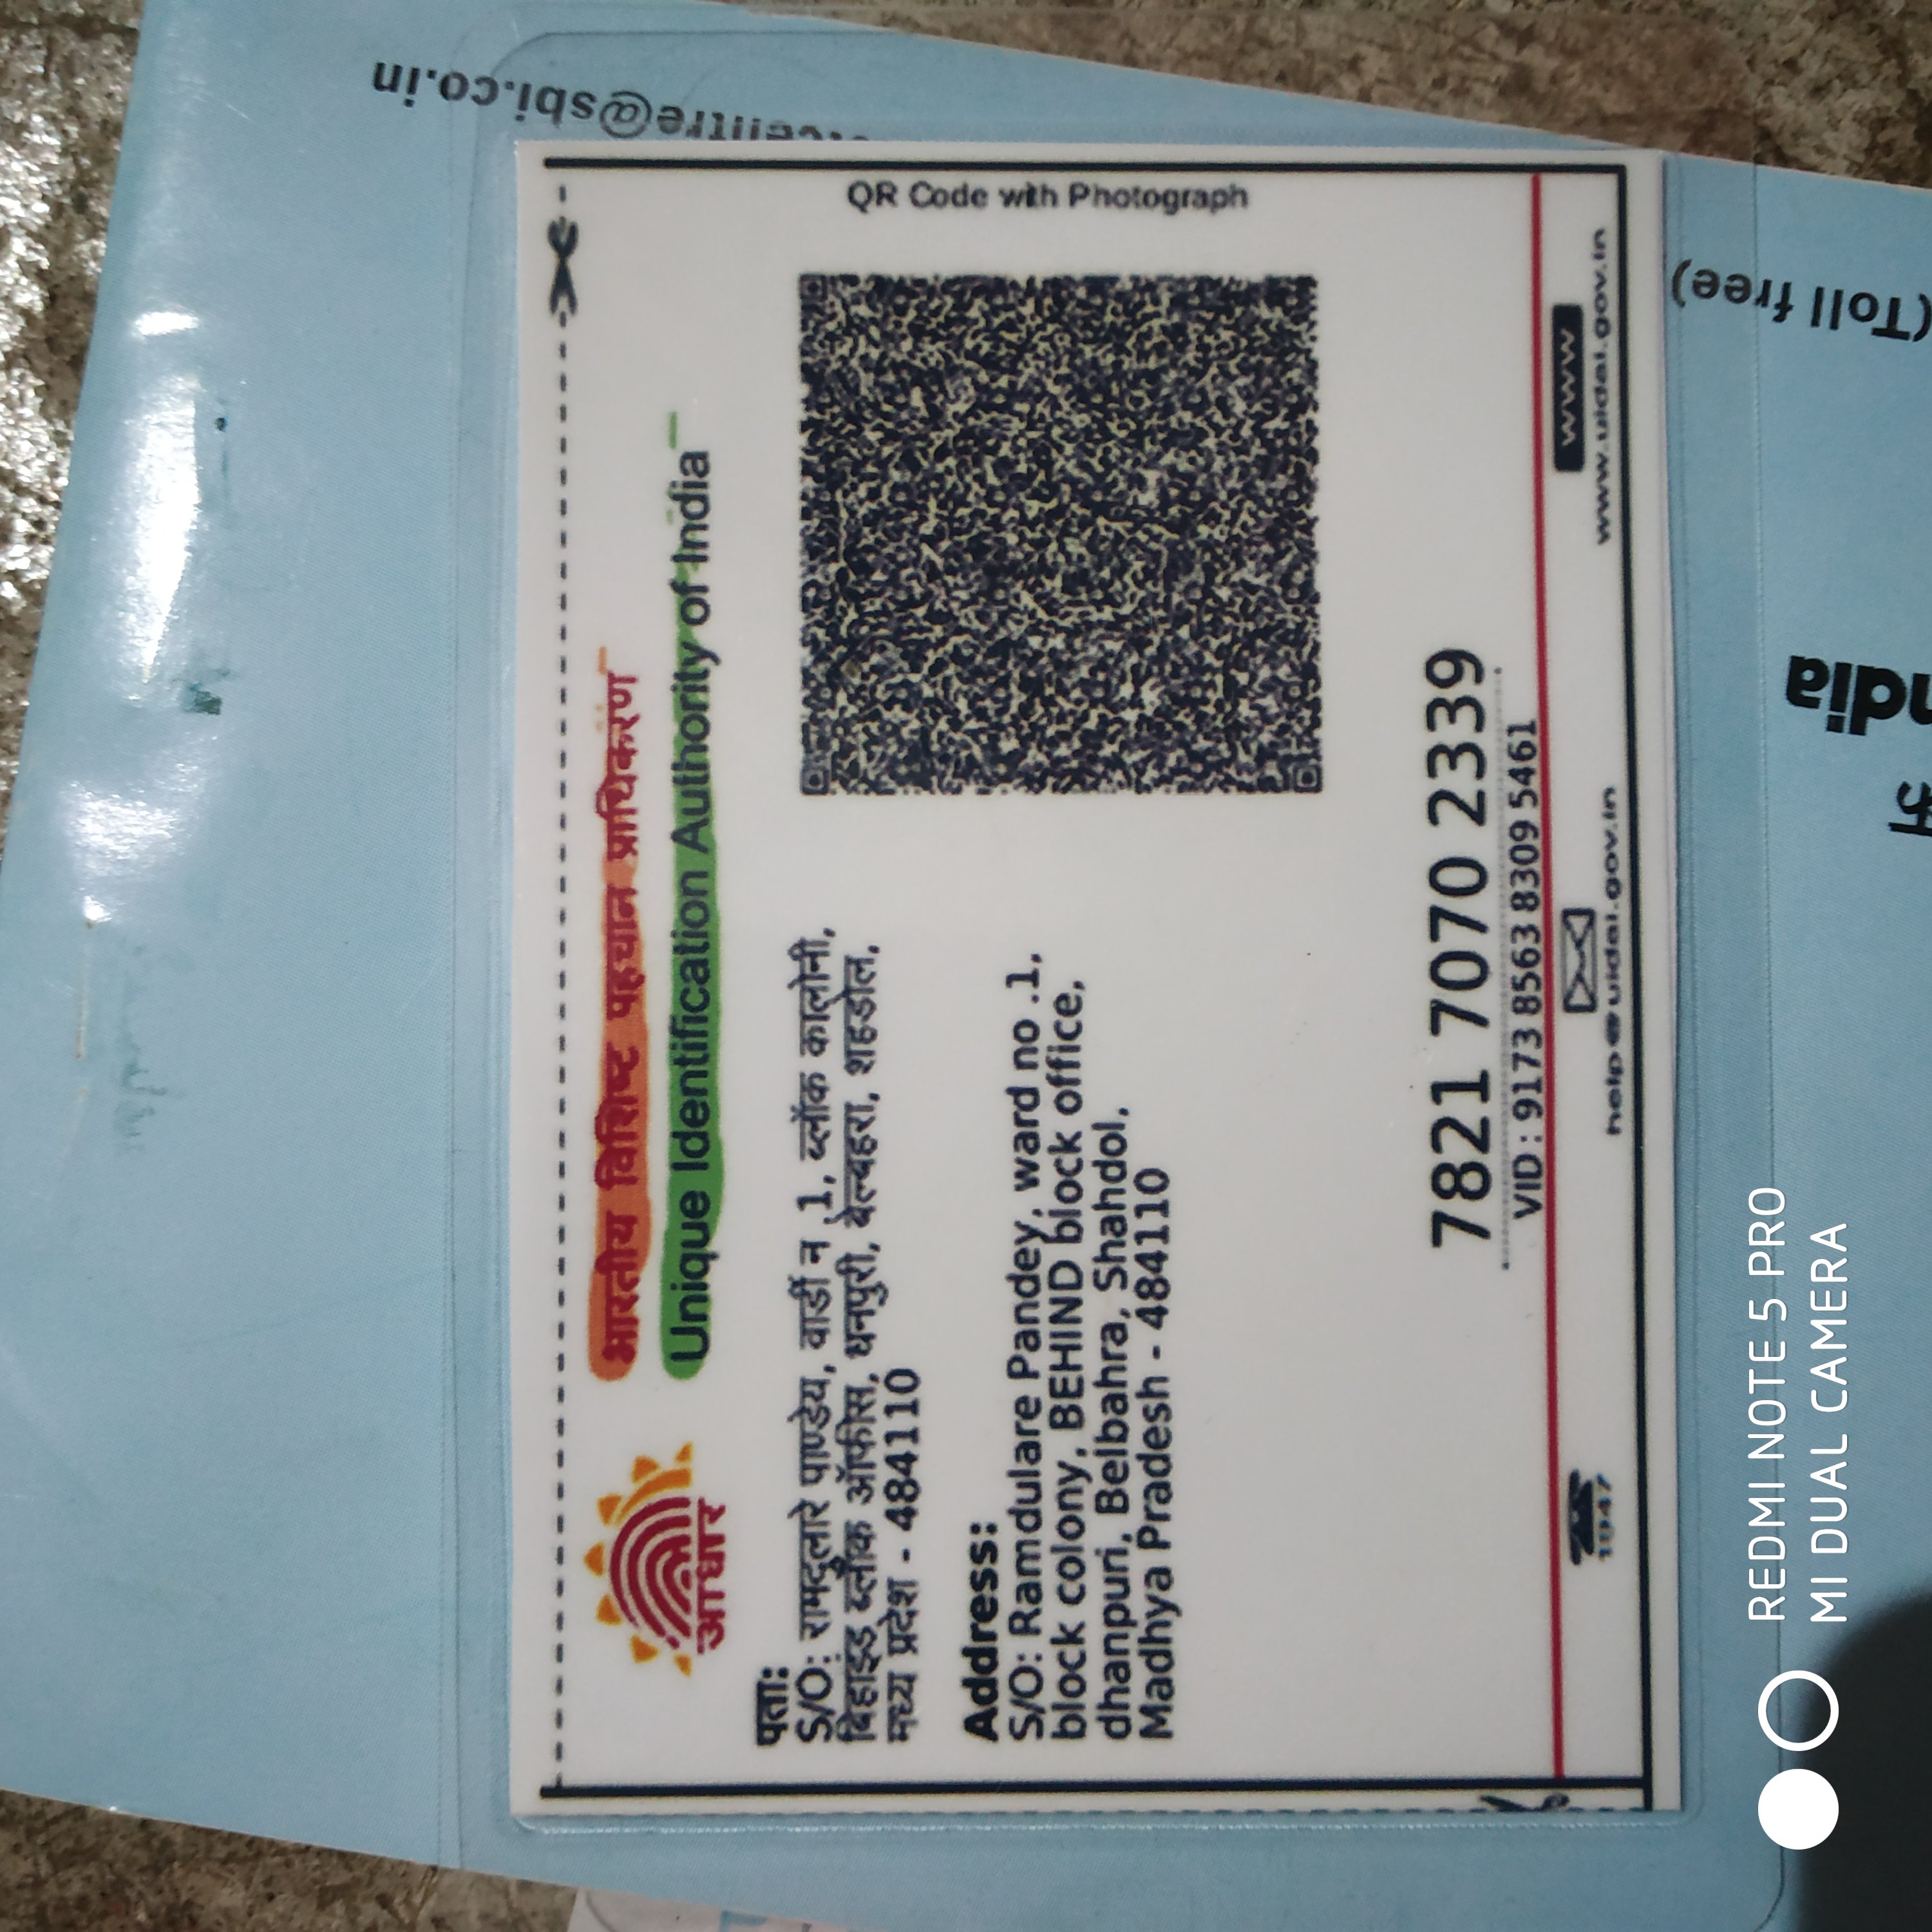 centre@sbi.co.in
भारतीय विशिष्ट पहचान प्राधिकरण
Unique Identification Authority of India
आधार
पता:
S/O: रामदुलारे पाण्डेय, वार्ड न .1, ब्लॉक कालोनी,
बिहाइंड ब्लॉक ऑफीस, धनपुरी, बेल्बहरा, शहडोल,
मध्य प्रदेश - 484110
Address:
S/O: Ramdulare Pandey, ward no .1,
block colony, BEHIND block office,
dhanpuri, Belbahra, Shahdol,
Madhya Pradesh - 484110
QR Code with Photograph
7821 7070 2339
VID : 9173 8563 8309 5461
1947
help@uidai.gov.in
www
www.uidai.gov.in
(Toll free)
ndia
REDMI NOTE 5 PRO
MI DUAL CAMERA